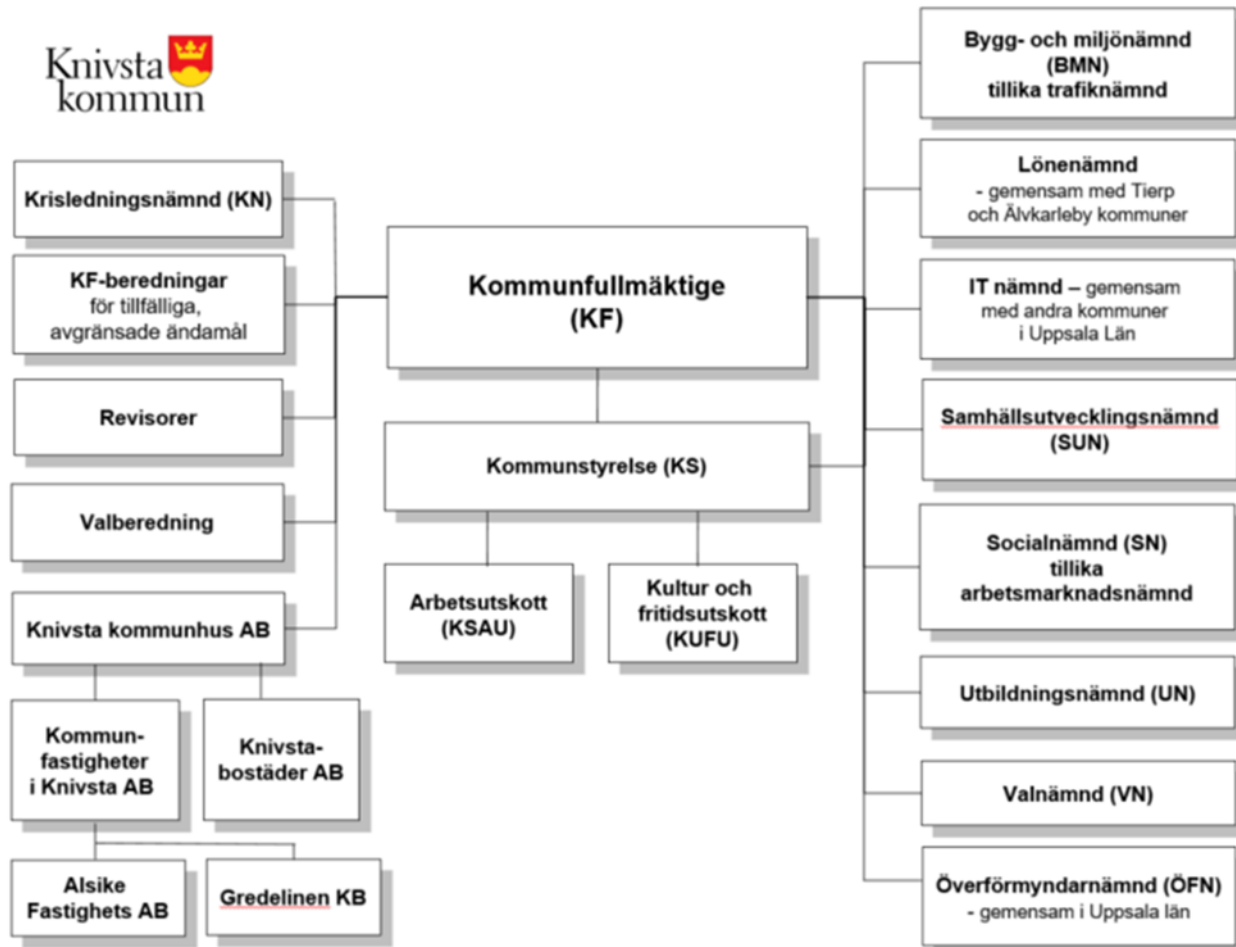 Knivsta
kommun
Krisledningsnämnd (KN)
KF-beredningar
för tillfälliga,
avgränsade ändamål
Revisorer
Valberedning
Knivsta kommunhus AB
Kommun-
fastigheter
i Knivsta AB
Knivsta-
bostäder AB
Alsike
Fastighets AB
Gredelinen KB
Kommunfullmäktige
(KF)
Kommunstyrelse (KS)
Arbetsutskott
(KSAU)
Kultur och
fritidsutskott
(KUFU)
Bygg- och miljönämnd
(BMN)
tillika trafiknämnd
Lönenämnd
- gemensam med Tierp
och Älvkarleby kommuner
IT nämnd – gemensam
med andra kommuner
i Uppsala Län
Samhällsutvecklingsnämnd
(SUN)
Socialnämnd (SN)
tillika
arbetsmarknadsnämnd
Utbildningsnämnd (UN)
Valnämnd (VN)
Överförmyndarnämnd (ÖFN)
- gemensam i Uppsala län